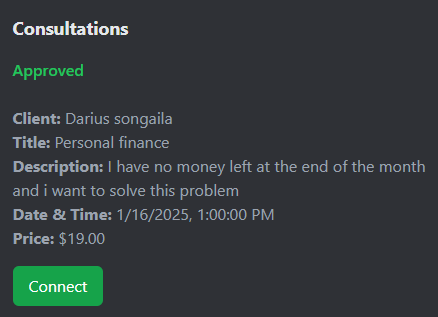 Consultations
Approved
Client: Darius songaila
Title: Personal finance
Description: I have no money left at the end of the month
and i want to solve this problem
Date & Time: 1/16/2025, 1:00:00 PM
Price: $19.00
Connect